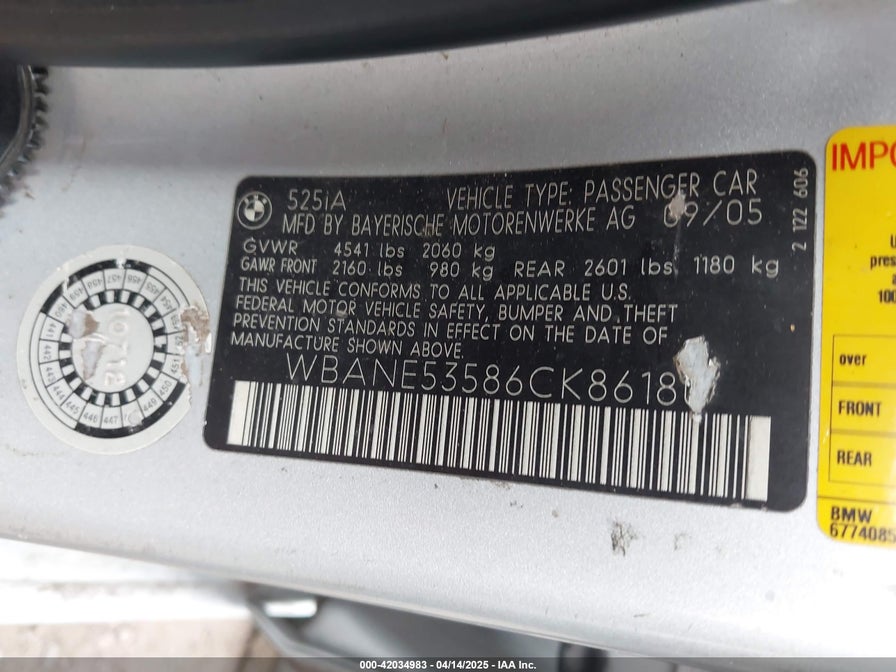 525iA VEHICLE TYPE: PASSENGER CAR
MFD BY BAYERISCHE MOTORENWERKE AG 09/05
GVWR 4541 lbs 2060 kg
GAWR FRONT 2160 lbs 980 kg REAR 2601 lbs 1180 kg
THIS VEHICLE CONFORMS TO ALL APPLICABLE U.S.
FEDERAL MOTOR VEHICLE SAFETY, BUMPER AND THEFT
PREVENTION STANDARDS IN EFFECT ON THE DATE OF
MANUFACTURE SHOWN ABOVE.
2 122 606
over
FRONT
REAR
BMW
6774085
000-42034983 - 04/14/2025 - IAA Inc.